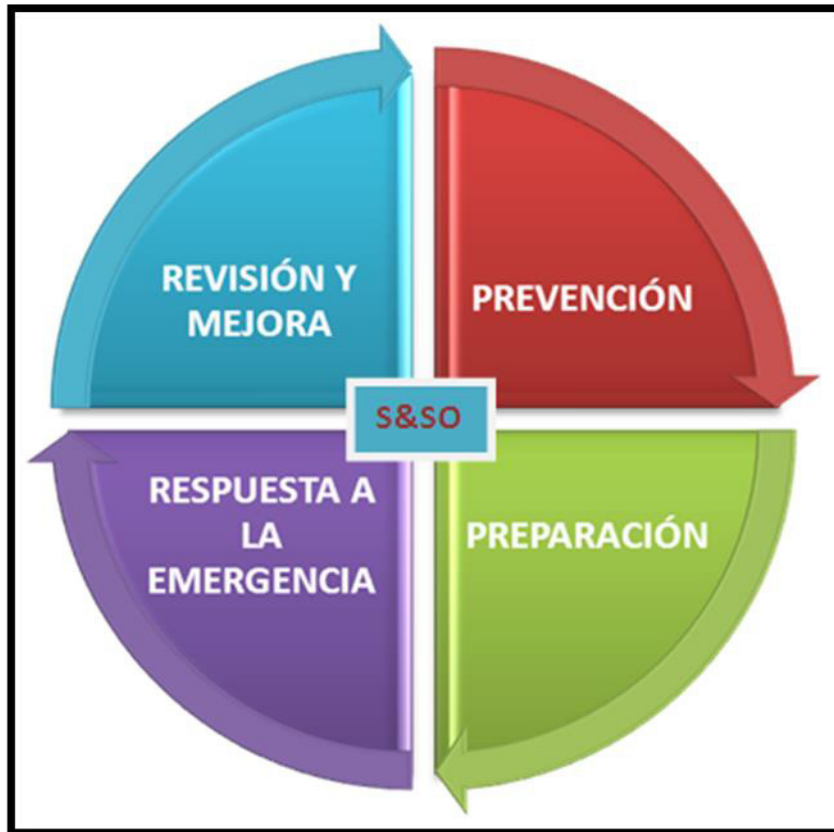 REVISIÓN Y
MEJORA
PREVENCIÓN
S&SO
RESPUESTA A
LA
EMERGENCIA
PREPARACIÓN